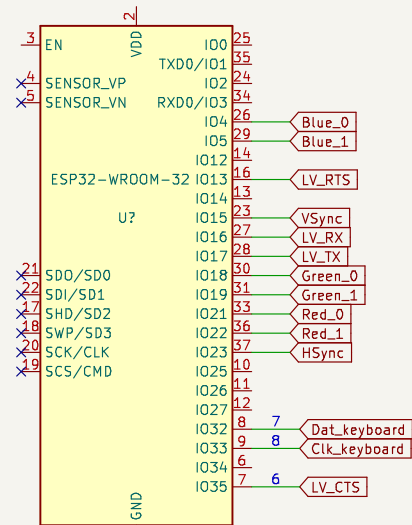 2
VDD
3 EN IO0 25
TXD0/IO1 35
4 SENSOR_VP IO2 24
5 SENSOR_VN RXD0/IO3 34
IO4 26 Blue_0
IO5 29 Blue_1
IO12 14
ESP32-WROOM-32 IO13 16 LV_RTS
IO14 13
U? IO15 23 VSync
IO16 27 LV_RX
IO17 28 LV_TX
21 SDO/SD0 IO18 30 Green_0
22 SDI/SD1 IO19 31 Green_1
17 SHD/SD2 IO21 33 Red_0
18 SWP/SD3 IO22 36 Red_1
20 SCK/CLK IO23 37 HSync
19 SCS/CMD IO25 10
IO26 11
IO27 12
IO32 8 7 Dat_keyboard
IO33 9 8 Clk_keyboard
IO34 6
IO35 7 6 LV_CTS
GND